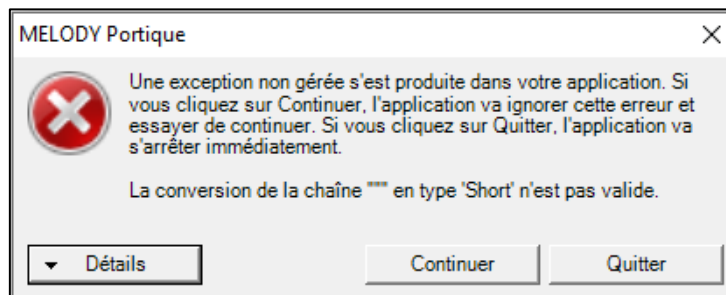 MELODY Portique
Une exception non gérée s'est produite dans votre application. Si
vous cliquez sur Continuer, l'application va ignorer cette erreur et
essayer de continuer. Si vous cliquez sur Quitter, l'application va
s'arrêter immédiatement.
La conversion de la chaîne """ en type 'Short' n'est pas valide.
Détails
Continuer
Quitter